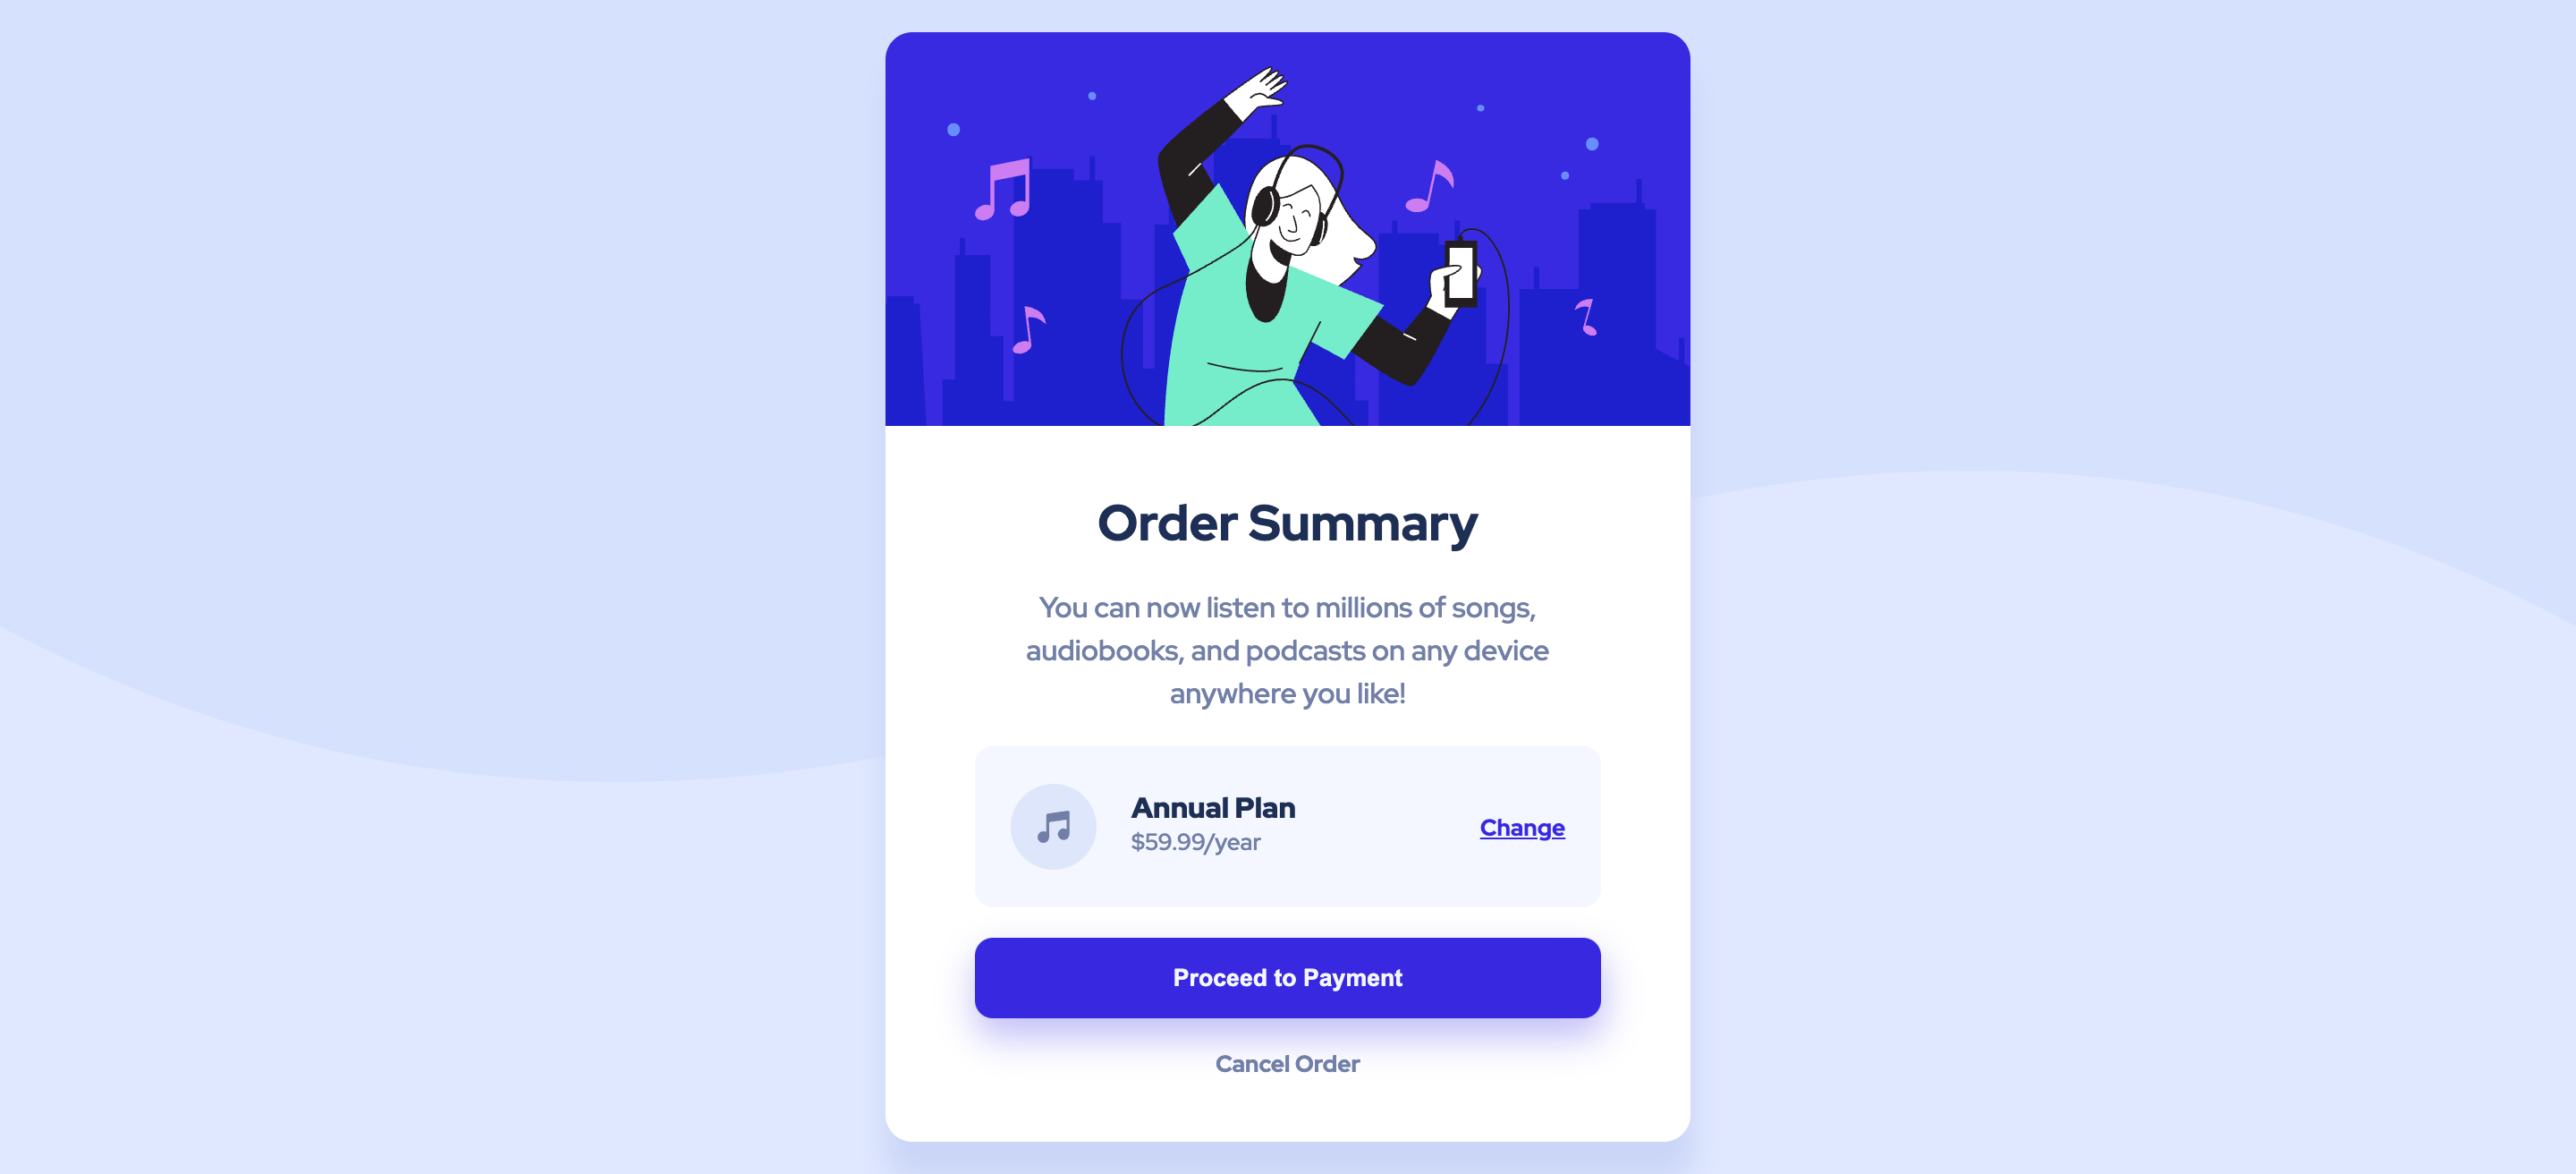 Order Summary
You can now listen to millions of songs,
audiobooks, and podcasts on any device
anywhere you like!
Annual Plan
$59.99/year
Change
Proceed to Payment
Cancel Order